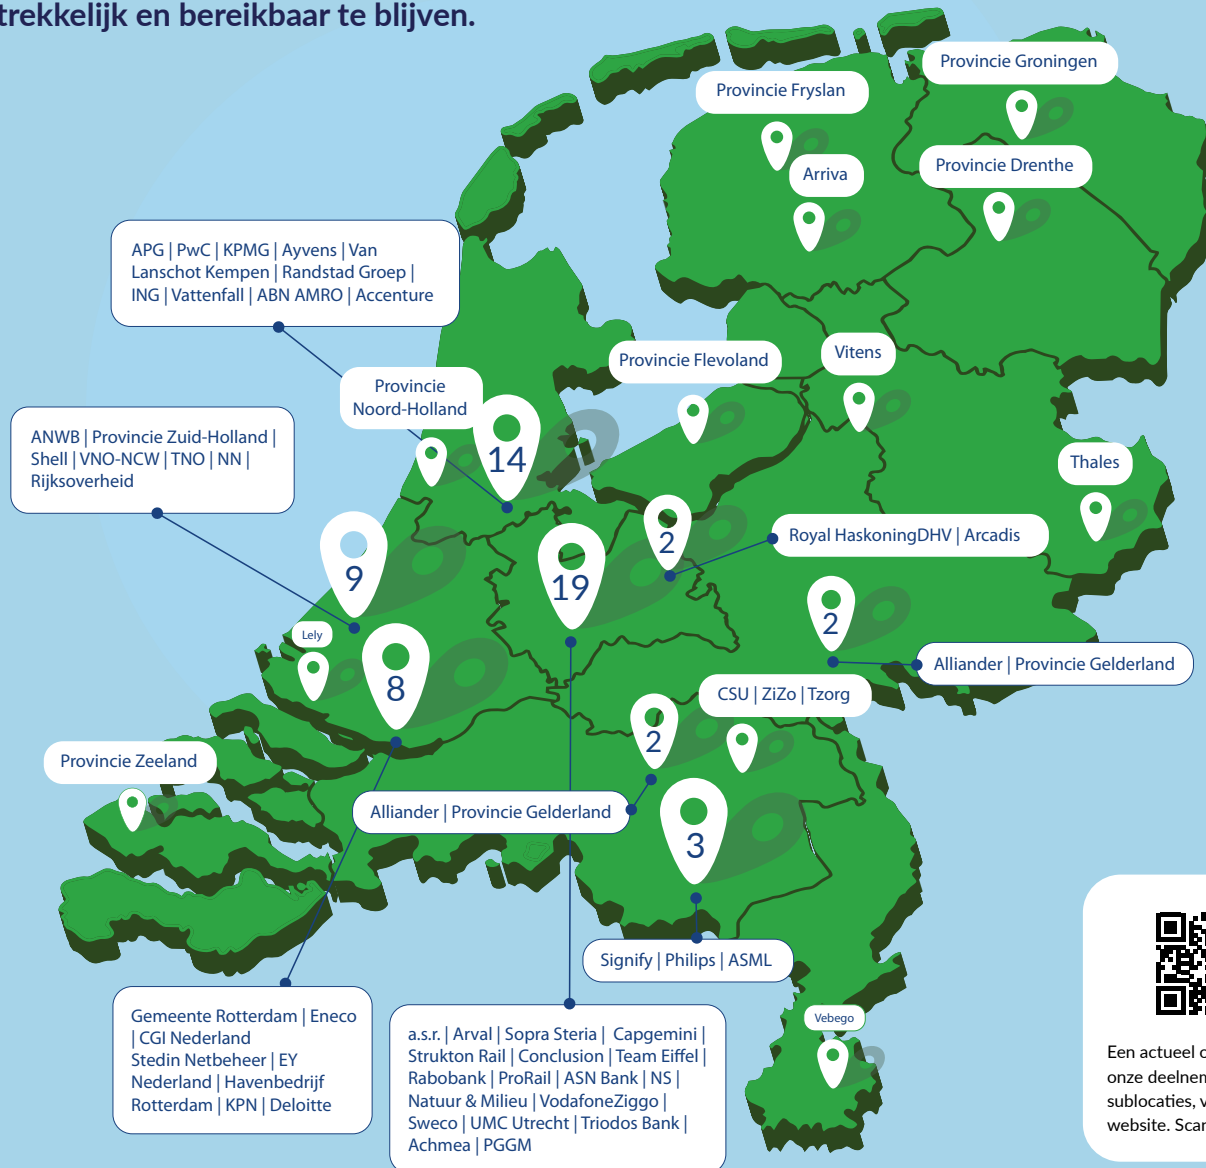 trekkelijk en bereikbaar te blijven.
Provincie Groningen
Provincie Fryslan
Provincie Drenthe
Arriva
APG | PwC | KPMG | Ayvens | Van
Lanschot Kempen | Randstad Groep |
ING | Vattenfall | ABN AMRO | Accenture
Provincie Flevoland
Vitens
Provincie
Noord-Holland
14
ANWB | Provincie Zuid-Holland |
Shell | VNO-NCW | TNO | NN |
Rijksoverheid
Thales
2
Royal HaskoningDHV | Arcadis
9
19
2
Lely
Alliander | Provincie Gelderland
8
CSU | ZiZo | Tzorg
2
Provincie Zeeland
Alliander | Provincie Gelderland
3
Signify | Philips | ASML
Gemeente Rotterdam | Eneco
| CGI Nederland
Stedin Netbeheer | EY
Nederland | Havenbedrijf
Rotterdam | KPN | Deloitte
a.s.r. | Arval | Sopra Steria | Capgemini |
Strukton Rail | Conclusion | Team Eiffel |
Rabobank | ProRail | ASN Bank | NS |
Natuur & Milieu | VodafoneZiggo |
Sweco | UMC Utrecht | Triodos Bank |
Achmea | PGGM
Vebego
Een actueel
onze deelnem
sublocaties, v
website. Scan